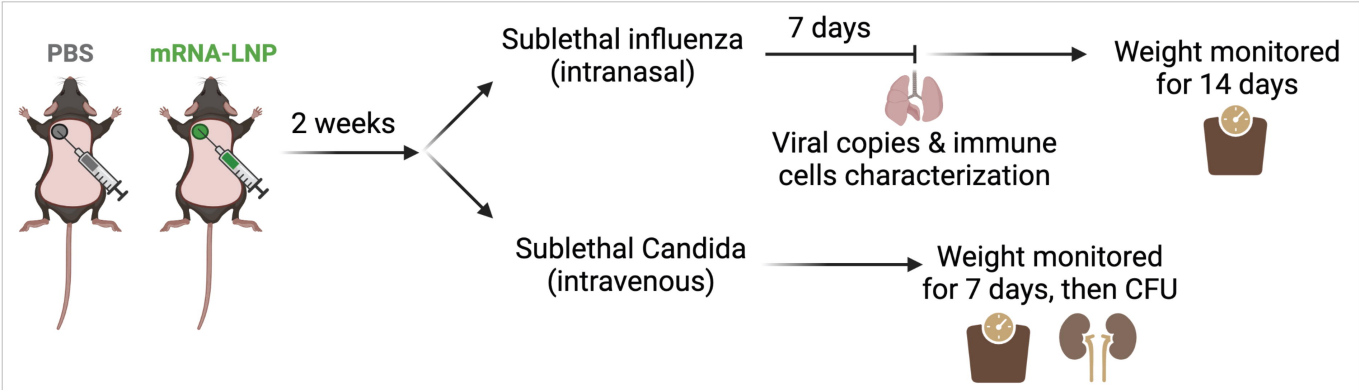 PBS
mRNA-LNP
2 weeks
Sublethal influenza
(intranasal)
7 days
Viral copies & immune
cells characterization
Weight monitored
for 14 days
Sublethal Candida
(intravenous)
Weight monitored
for 7 days, then CFU